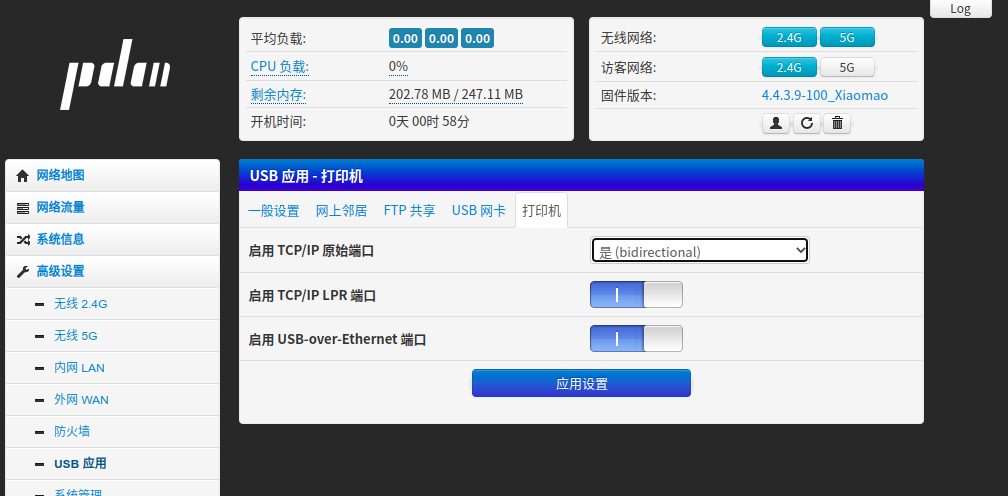 Log
pdcn
平均负载: 0.00 0.00 0.00
CPU 负载: 0%
剩余内存: 202.78 MB / 247.11 MB
开机时间: 0天 00时 58分
无线网络: 2.4G 5G
访客网络: 2.4G 5G
固件版本: 4.4.3.9-100_Xiaomao
网络地图
网络流量
系统信息
高级设置
无线 2.4G
无线 5G
内网 LAN
外网 WAN
防火墙
USB 应用
系统管理
USB 应用 - 打印机
一般设置 网上邻居 FTP 共享 USB 网卡 打印机
启用 TCP/IP 原始端口 是 (bidirectional)
启用 TCP/IP LPR 端口
启用 USB-over-Ethernet 端口
应用设置